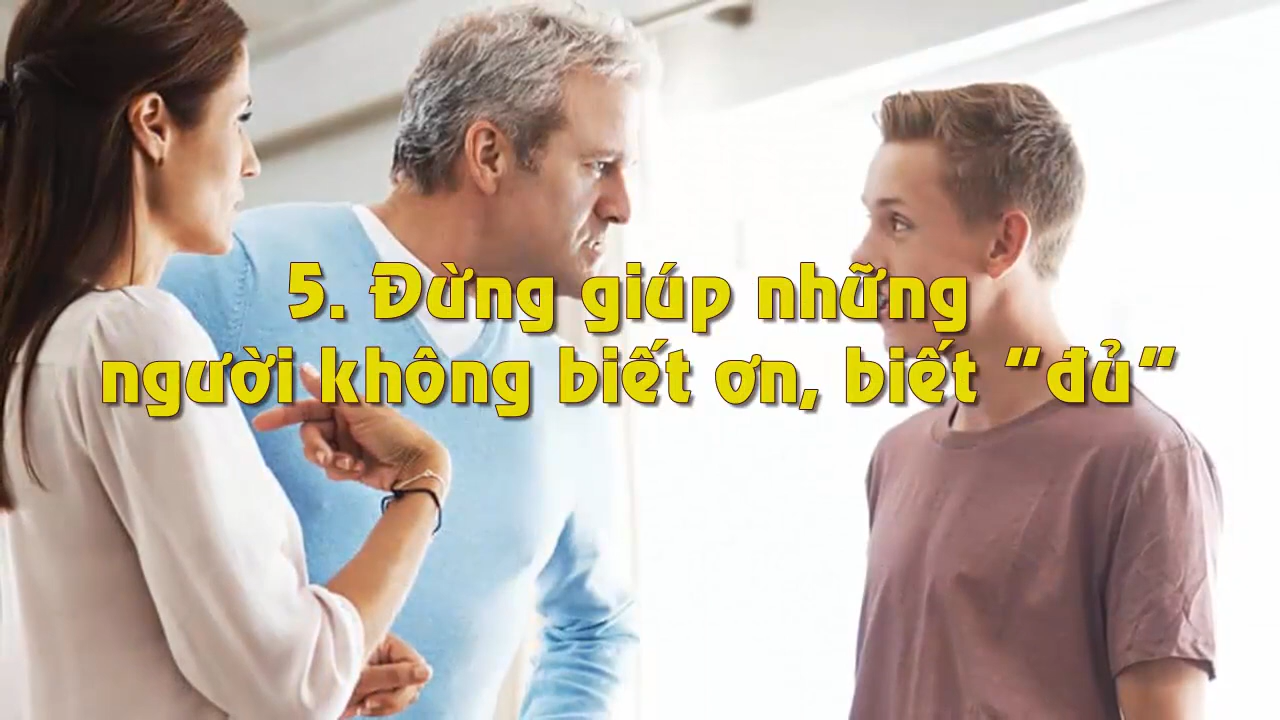 5. Đừng giúp những
người không biết ơn, biết "đủ"